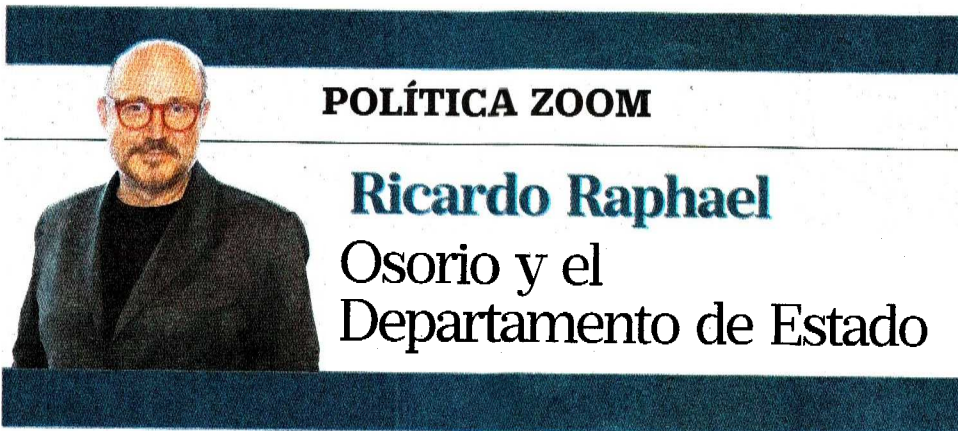 POLÍTICA ZOOM
Ricardo Raphael
Osorio y el
Departamento de Estado